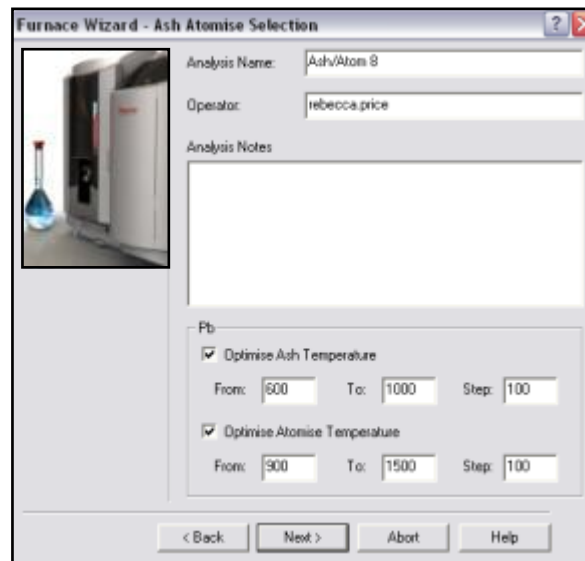 Furnace Wizard - Ash Atomise Selection
Analysis Name: Ash/Atom 8
Operator: rebecca.price
Analysis Notes
Pb
Optimise Ash Temperature
From: 600 To: 1000 Step: 100
Optimise Atomise Temperature
From: 900 To: 1500 Step: 100
< Back Next > Abort Help